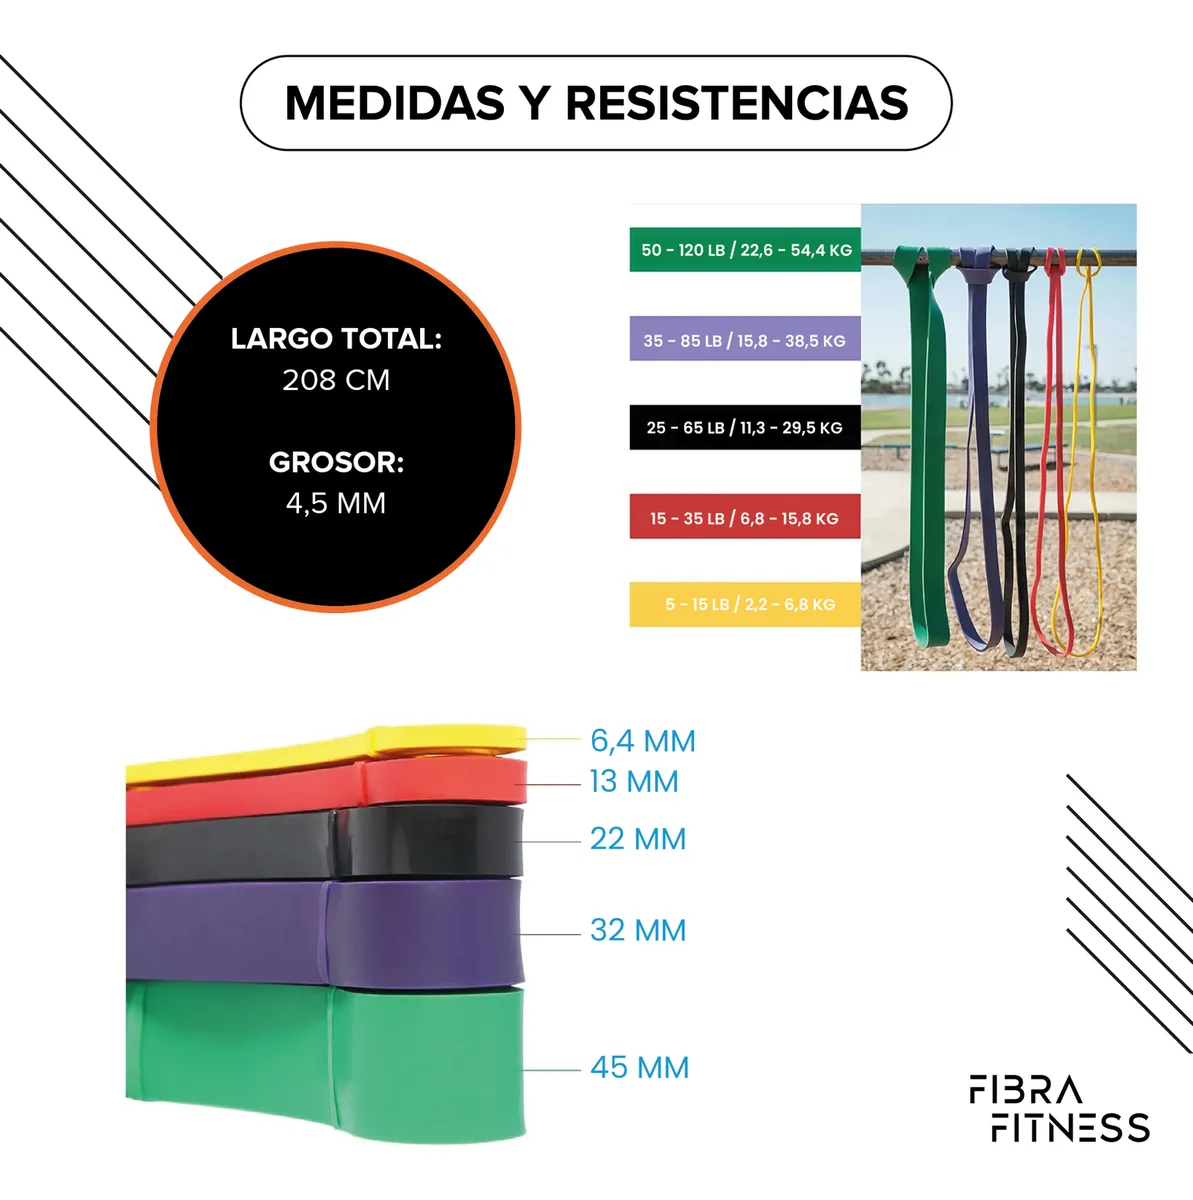 MEDIDAS Y RESISTENCIAS
LARGO TOTAL:
208 CM
GROSOR:
4,5 MM
50 - 120 LB / 22,6 - 54,4 KG
35 - 85 LB / 15,8 - 38,5 KG
25 - 65 LB / 11,3 - 29,5 KG
15 - 35 LB / 6,8 - 15,8 KG
5 - 15 LB / 2,2 - 6,8 KG
6,4 MM
13 MM
22 MM
32 MM
45 MM
FIBRA
FITNESS